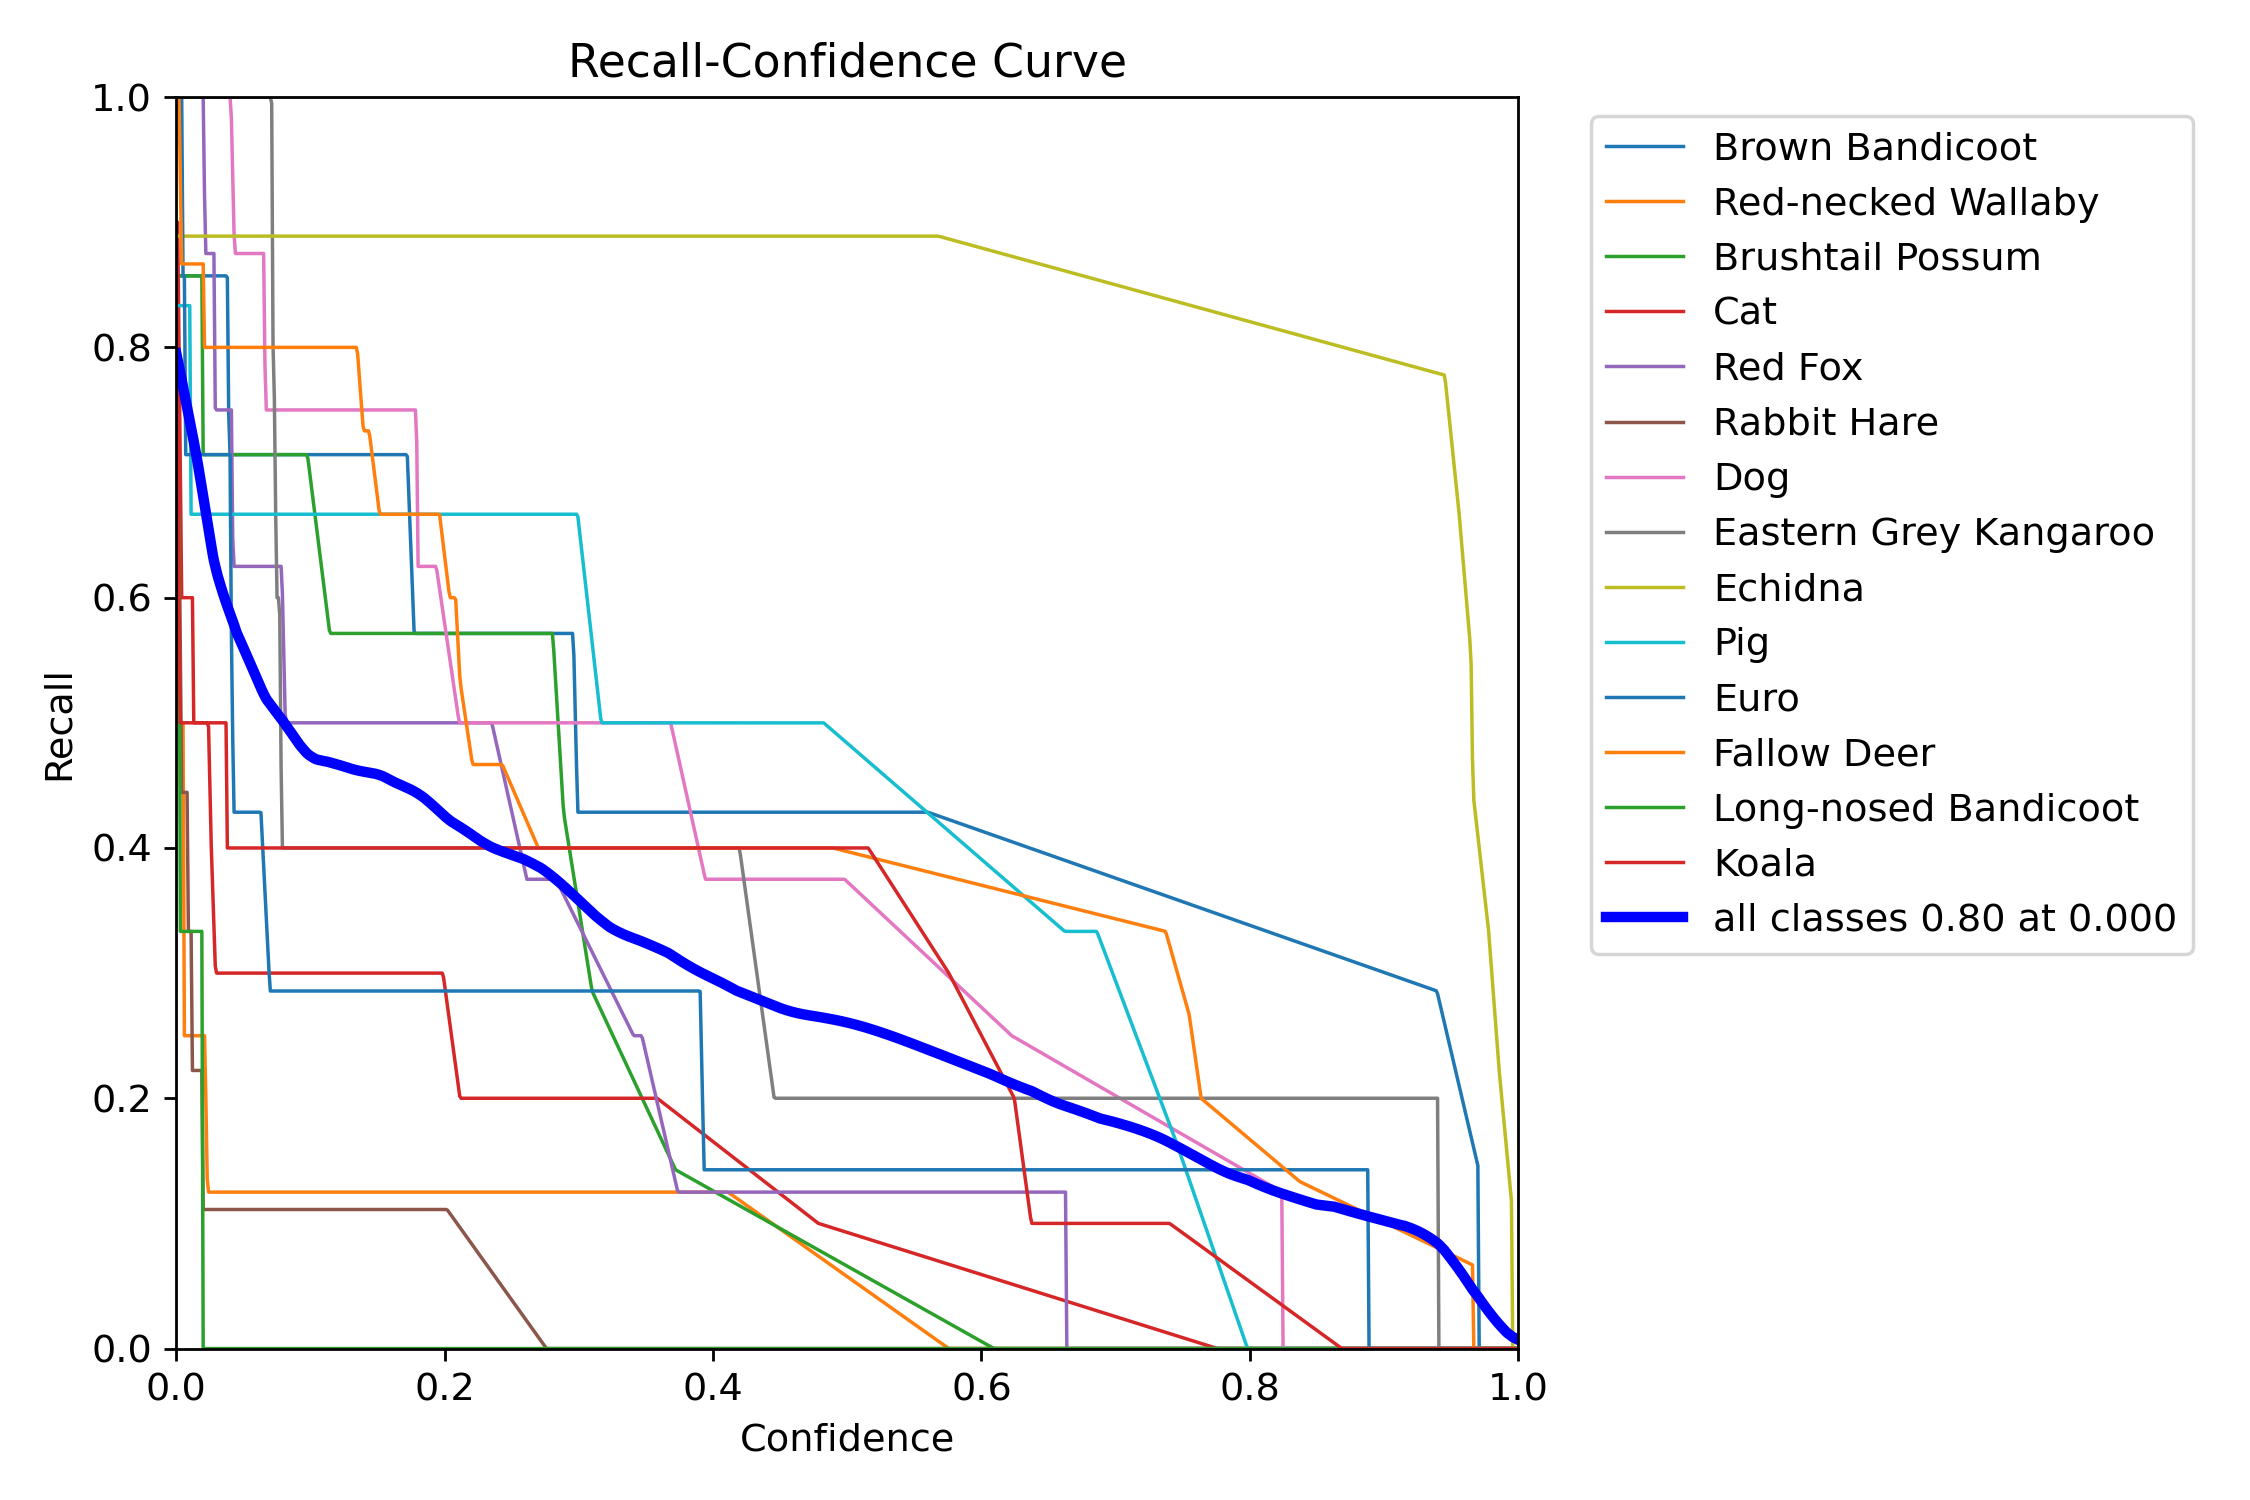 Recall-Confidence Curve
1.0
0.8
0.6
0.4
0.2
0.0
Recall
0.0 0.2 0.4 0.6 0.8 1.0
Confidence
Brown Bandicoot
Red-necked Wallaby
Brushtail Possum
Cat
Red Fox
Rabbit Hare
Dog
Eastern Grey Kangaroo
Echidna
Pig
Euro
Fallow Deer
Long-nosed Bandicoot
Koala
all classes 0.80 at 0.000